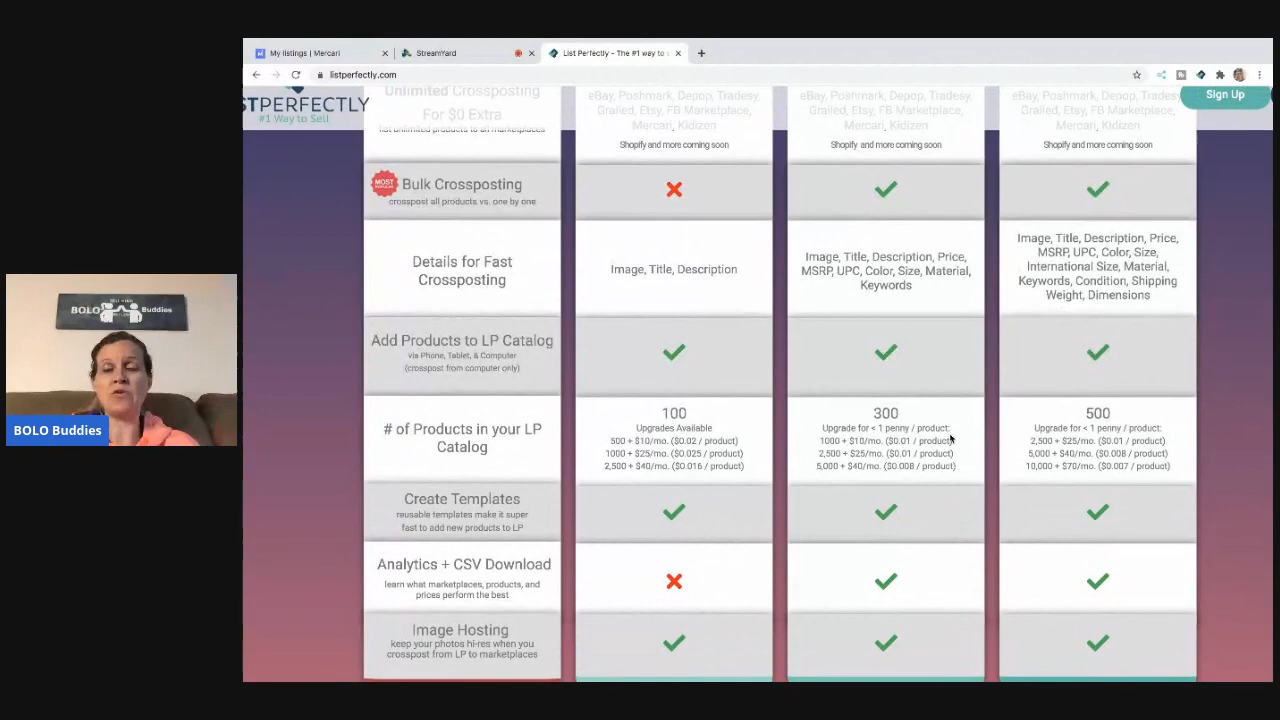 My listings | Mercari
StreamYard
List Perfectly - The #1 way to s
listperfectly.com
STPERFECTLY
#1 Way to Sell
Sign Up
Unlimited Crossposting
For $0 Extra
list unlimited products to all marketplaces
eBay, Poshmark, Depop, Tradesy,
Grailed, Etsy, FB Marketplace,
Mercari, Kidizen
Shopify and more coming soon
eBay, Poshmark, Depop, Tradesy,
Grailed, Etsy, FB Marketplace,
Mercari, Kidizen
Shopify and more coming soon
eBay, Poshmark, Depop, Tradesy,
Grailed, Etsy, FB Marketplace,
Mercari, Kidizen
Shopify and more coming soon
MOST
POPULAR
Bulk Crossposting
crosspost all products vs. one by one
Details for Fast
Crossposting
Image, Title, Description
Image, Title, Description, Price,
MSRP, UPC, Color, Size, Material,
Keywords
Image, Title, Description, Price,
MSRP, UPC, Color, Size,
International Size, Material,
Keywords, Condition, Shipping
Weight, Dimensions
Add Products to LP Catalog
via Phone, Tablet, & Computer
(crosspost from computer only)
# of Products in your LP
Catalog
100
Upgrades Available
500 + $10/mo. ($0.02 / product)
1000 + $25/mo. ($0.025 / product)
2,500 + $40/mo. ($0.016 / product)
300
Upgrade for < 1 penny / product:
1000 + $10/mo. ($0.01 / product)
2,500 + $25/mo. ($0.01 / product)
5,000 + $40/mo. ($0.008 / product)
500
Upgrade for < 1 penny / product:
2,500 + $25/mo. ($0.01 / product)
5,000 + $40/mo. ($0.008 / product)
10,000 + $70/mo. ($0.007 / product)
Create Templates
reusable templates make it super
fast to add new products to LP
Analytics + CSV Download
learn what marketplaces, products, and
prices perform the best
Image Hosting
keep your photos hi-res when you
crosspost from LP to marketplaces
BOLO Buddies
BOLO Buddies